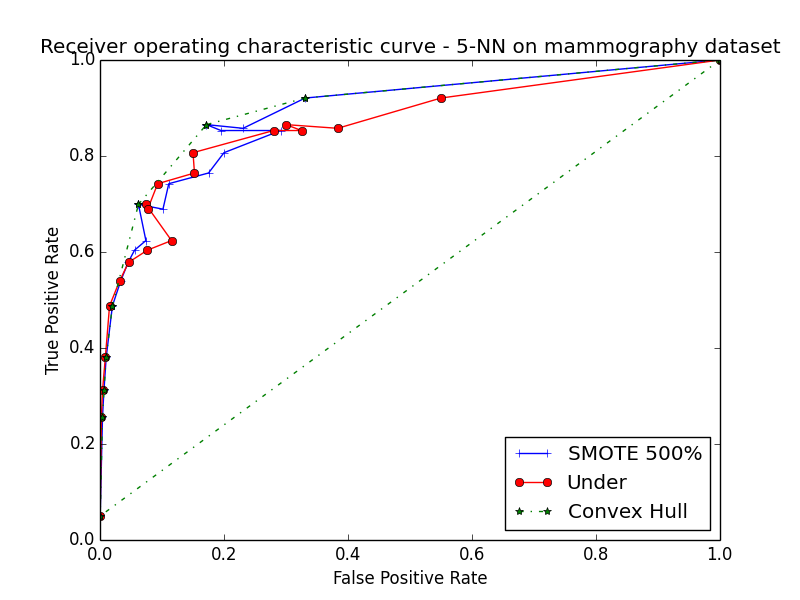 Receiver operating characteristic curve - 5-NN on mammography dataset
1.0
0.8
0.6
0.4
0.2
0.0
True Positive Rate
SMOTE 500%
Under
Convex Hull
0.0 0.2 0.4 0.6 0.8 1.0
False Positive Rate